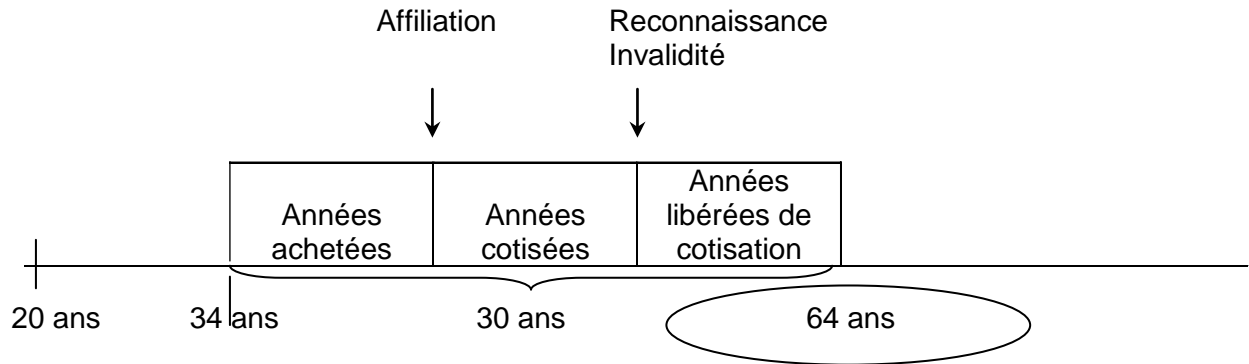 Affiliation
Reconnaissance
Invalidité
Années
achetées
Années
cotisées
Années
libérées de
cotisation
20 ans
34 ans
30 ans
64 ans